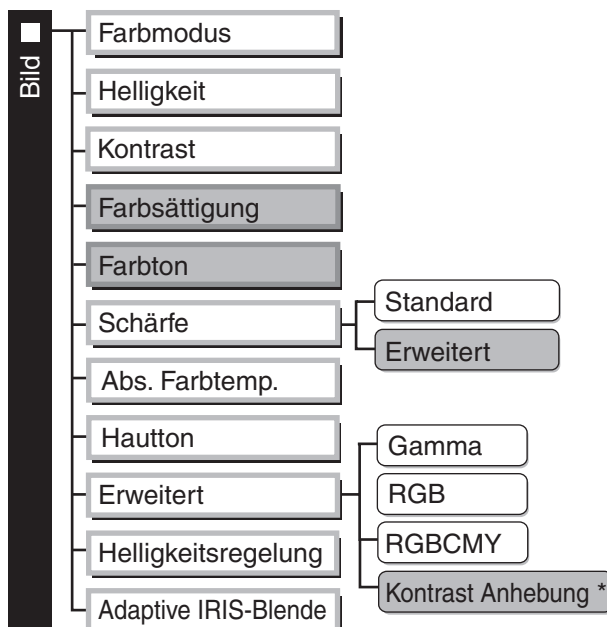 Bild
Farbmodus
Helligkeit
Kontrast
Farbsättigung
Farbton
Schärfe
Standard
Erweitert
Abs. Farbtemp.
Hautton
Erweitert
Gamma
RGB
RGBCMY
Kontrast Anhebung *
Helligkeitsregelung
Adaptive IRIS-Blende